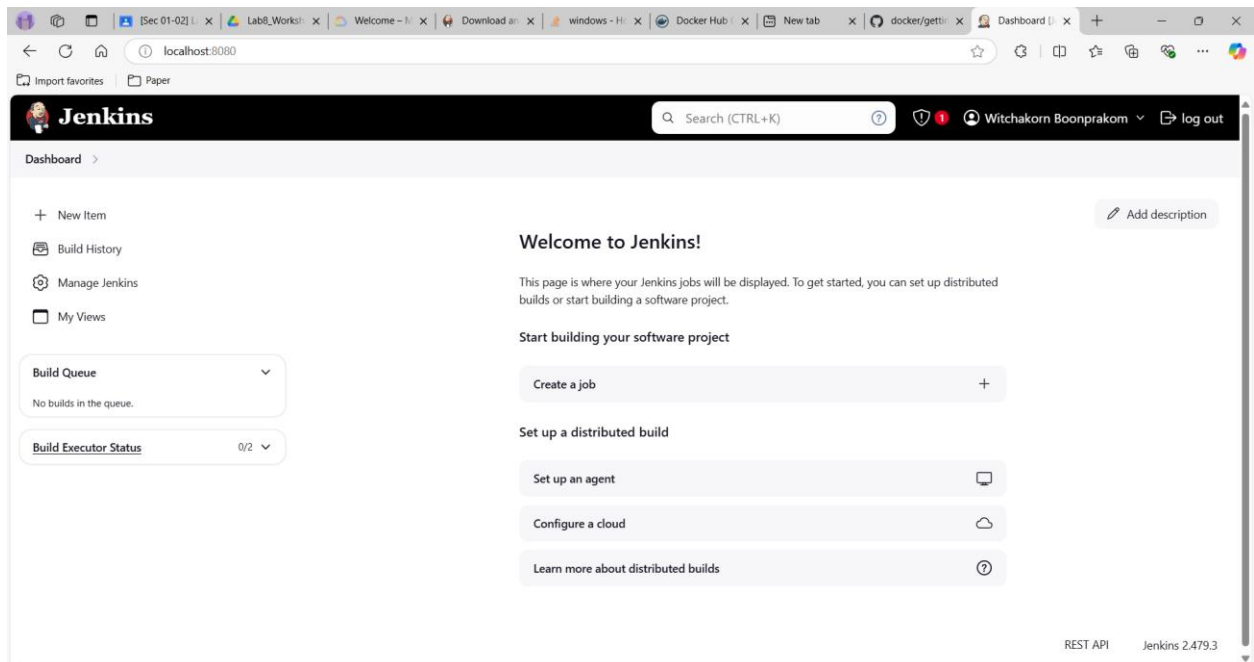 [Sec 01-02] L
Lab8_Worksh
Welcome – M
Download an
windows - Ho
Docker Hub
New tab
docker/gettin
Dashboard [J
localhost:8080
Import favorites
Paper
Jenkins
Search (CTRL+K)
1
Witchakorn Boonprakom
log out
Dashboard
New Item
Build History
Manage Jenkins
My Views
Build Queue
No builds in the queue.
Build Executor Status
0/2
Add description
Welcome to Jenkins!
This page is where your Jenkins jobs will be displayed. To get started, you can set up distributed
builds or start building a software project.
Start building your software project
Create a job
Set up a distributed build
Set up an agent
Configure a cloud
Learn more about distributed builds
REST API
Jenkins 2.479.3